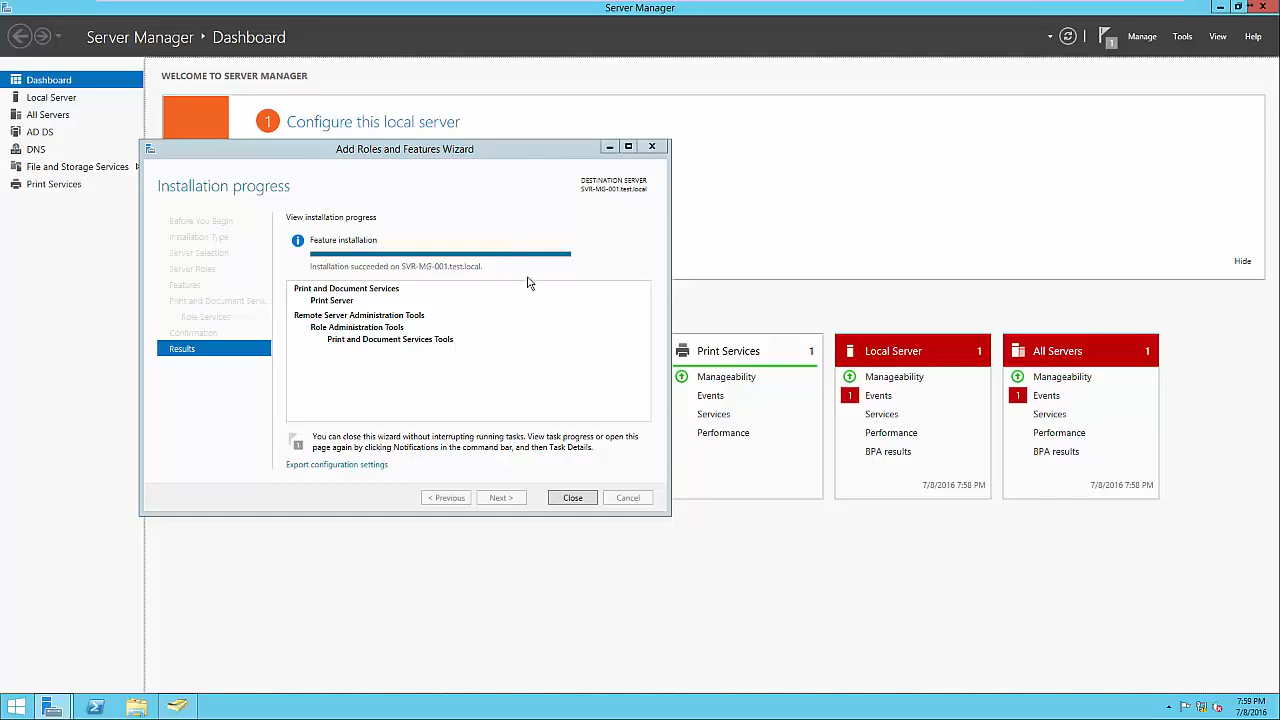 Server Manager
Server Manager ‣ Dashboard
1
Manage
Tools
View
Help
Dashboard
Local Server
All Servers
AD DS
DNS
File and Storage Services
Print Services
WELCOME TO SERVER MANAGER
1 Configure this local server
Hide
Add Roles and Features Wizard
Installation progress
DESTINATION SERVER
SVR-MG-001.test.local
Before You Begin
Installation Type
Server Selection
Server Roles
Features
Print and Document Serv...
Role Services
Confirmation
Results
View installation progress
Feature installation
Installation succeeded on SVR-MG-001.test.local.
Print and Document Services
Print Server
Remote Server Administration Tools
Role Administration Tools
Print and Document Services Tools
1
You can close this wizard without interrupting running tasks. View task progress or open this
page again by clicking Notifications in the command bar, and then Task Details.
Export configuration settings
< Previous
Next >
Close
Cancel
Print Services 1
Manageability
Events
Services
Performance
Local Server 1
Manageability
1 Events
Services
Performance
BPA results
7/8/2016 7:58 PM
All Servers 1
Manageability
1 Events
Services
Performance
BPA results
7/8/2016 7:58 PM
7:59 PM
7/8/2016